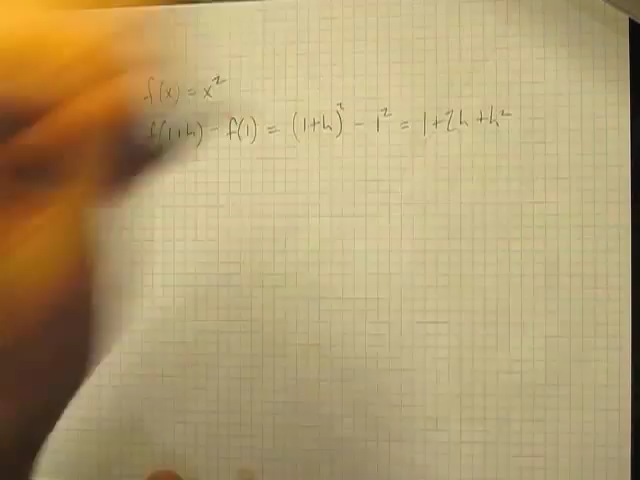 f(x) = x²
f(1+h) - f(1) = (1+h)² - 1² = 1+2h+h²